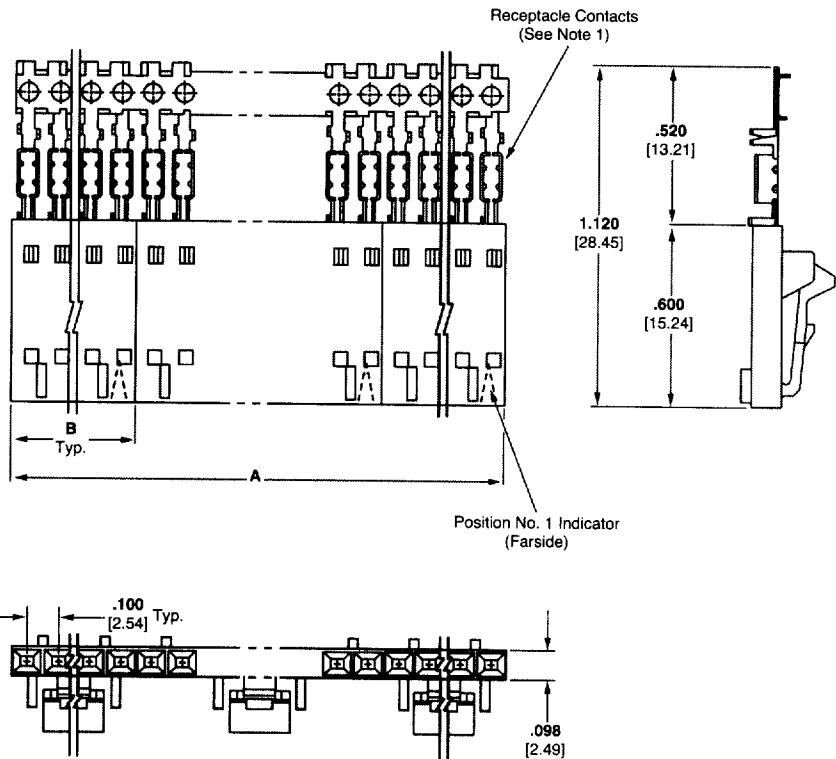 Receptacle Contacts
(See Note 1)
.520
[13.21]
1.120
[28.45]
.600
[15.24]
B
Typ.
A
Position No. 1 Indicator
(Farside)
.100
[2.54] Typ.
.098
[2.49]